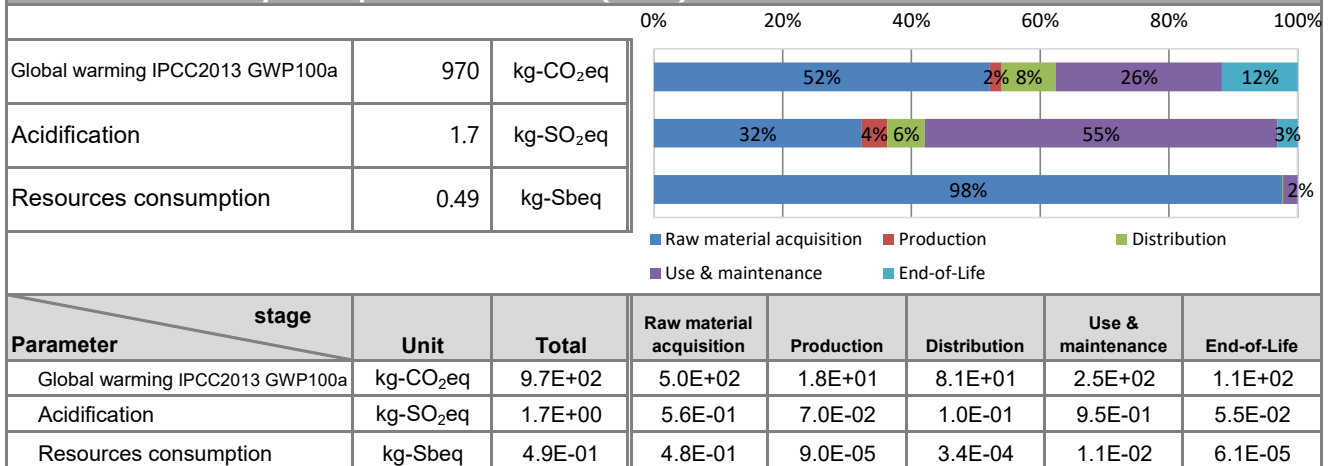 0% 20% 40% 60% 80% 100%
Global warming IPCC2013 GWP100a 970 kg-CO₂eq 52% 2% 8% 26% 12%
Acidification 1.7 kg-SO₂eq 32% 4% 6% 55% 3%
Resources consumption 0.49 kg-Sbeq 98% 2%
Raw material acquisition Production Distribution
Use & maintenance End-of-Life
stage
Parameter Unit Total Raw material acquisition Production Distribution Use & maintenance End-of-Life
Global warming IPCC2013 GWP100a kg-CO₂eq 9.7E+02 5.0E+02 1.8E+01 8.1E+01 2.5E+02 1.1E+02
Acidification kg-SO₂eq 1.7E+00 5.6E-01 7.0E-02 1.0E-01 9.5E-01 5.5E-02
Resources consumption kg-Sbeq 4.9E-01 4.8E-01 9.0E-05 3.4E-04 1.1E-02 6.1E-05